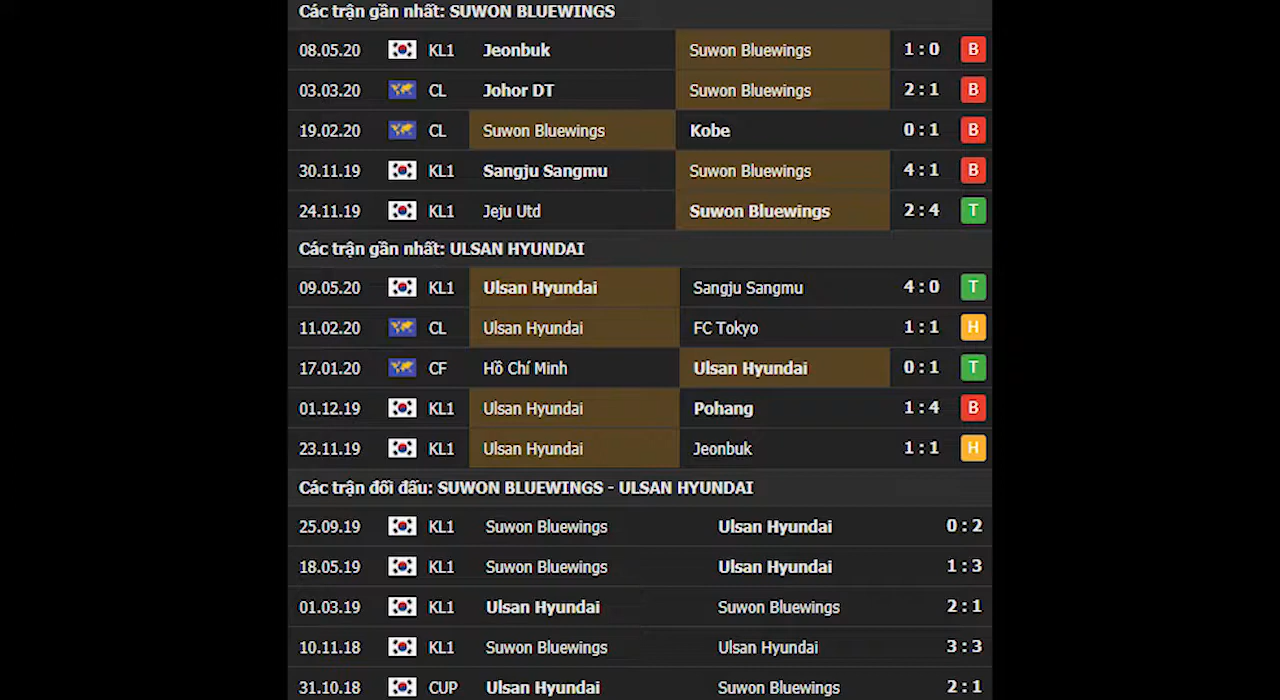 Các trận gần nhất: SUWON BLUEWINGS
08.05.20 KL1 Jeonbuk Suwon Bluewings 1 : 0 B
03.03.20 CL Johor DT Suwon Bluewings 2 : 1 B
19.02.20 CL Suwon Bluewings Kobe 0 : 1 B
30.11.19 KL1 Sangju Sangmu Suwon Bluewings 4 : 1 B
24.11.19 KL1 Jeju Utd Suwon Bluewings 2 : 4 T
Các trận gần nhất: ULSAN HYUNDAI
09.05.20 KL1 Ulsan Hyundai Sangju Sangmu 4 : 0 T
11.02.20 CL Ulsan Hyundai FC Tokyo 1 : 1 H
17.01.20 CF Hồ Chí Minh Ulsan Hyundai 0 : 1 T
01.12.19 KL1 Ulsan Hyundai Pohang 1 : 4 B
23.11.19 KL1 Ulsan Hyundai Jeonbuk 1 : 1 H
Các trận đối đấu: SUWON BLUEWINGS - ULSAN HYUNDAI
25.09.19 KL1 Suwon Bluewings Ulsan Hyundai 0 : 2
18.05.19 KL1 Suwon Bluewings Ulsan Hyundai 1 : 3
01.03.19 KL1 Ulsan Hyundai Suwon Bluewings 2 : 1
10.11.18 KL1 Suwon Bluewings Ulsan Hyundai 3 : 3
31.10.18 CUP Ulsan Hyundai Suwon Bluewings 2 : 1